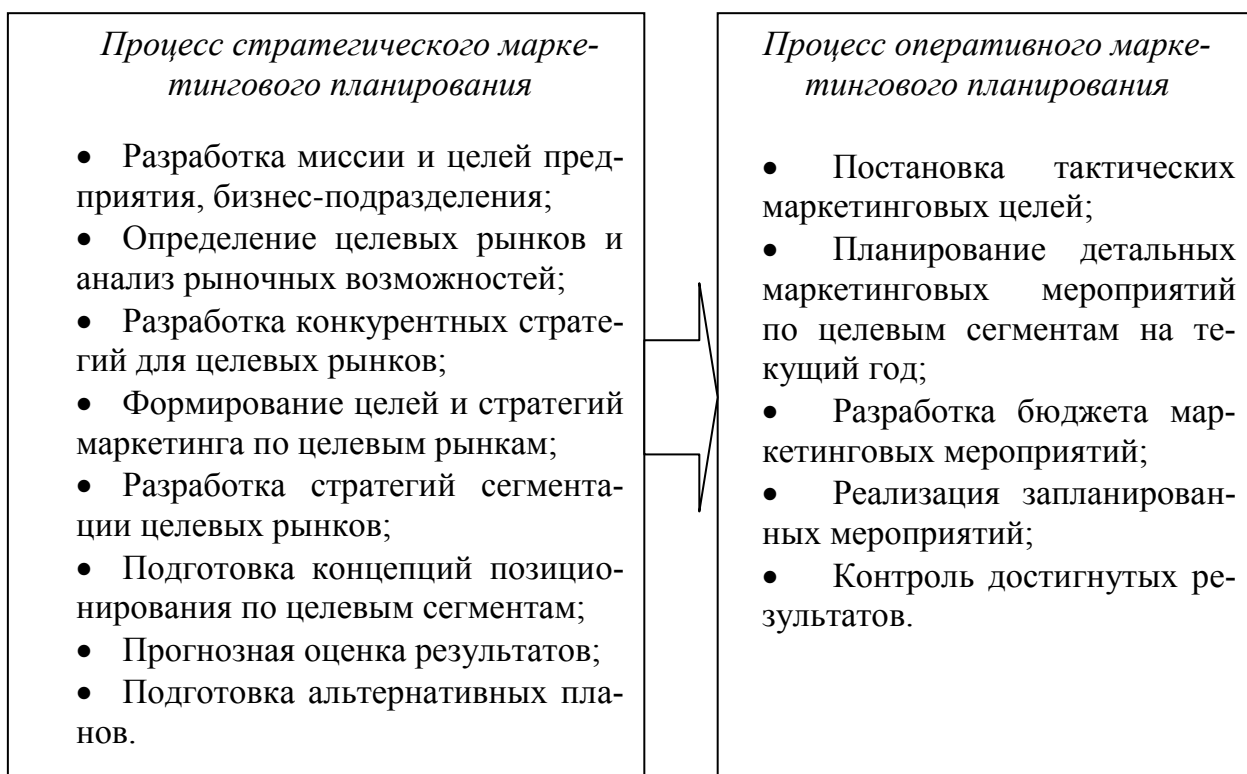 Процесс стратегического марке-
тингового планирования
• Разработка миссии и целей пред-
приятия, бизнес-подразделения;
• Определение целевых рынков и
анализ рыночных возможностей;
• Разработка конкурентных страте-
гий для целевых рынков;
• Формирование целей и стратегий
маркетинга по целевым рынкам;
• Разработка стратегий сегмента-
ции целевых рынков;
• Подготовка концепций позицио-
нирования по целевым сегментам;
• Прогнозная оценка результатов;
• Подготовка альтернативных пла-
нов.
Процесс оперативного марке-
тингового планирования
• Постановка тактических
маркетинговых целей;
• Планирование детальных
маркетинговых мероприятий
по целевым сегментам на те-
кущий год;
• Разработка бюджета мар-
кетинговых мероприятий;
• Реализация запланирован-
ных мероприятий;
• Контроль достигнутых ре-
зультатов.